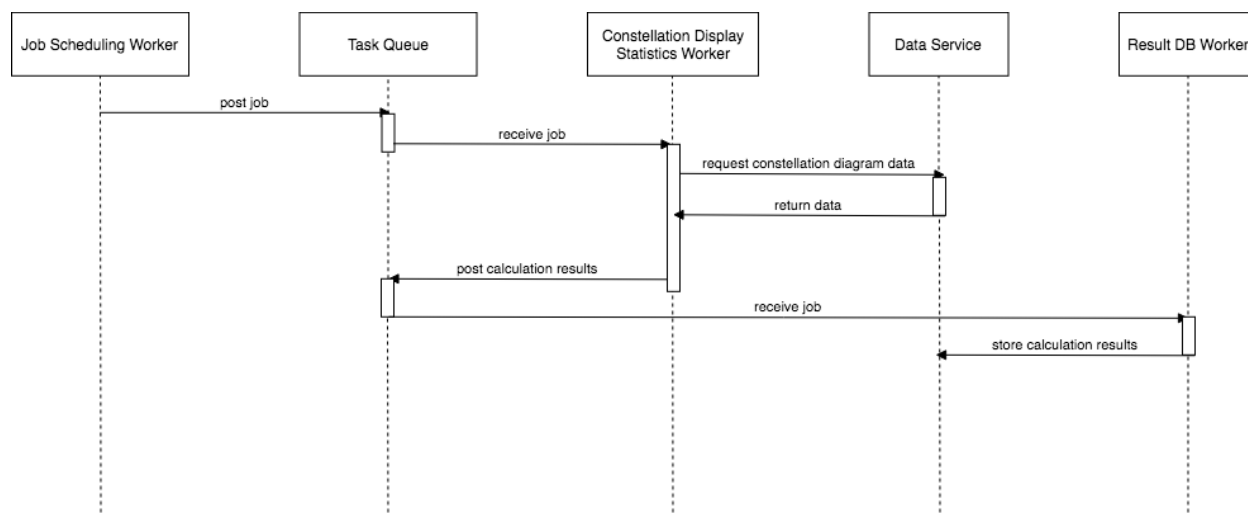 Job Scheduling Worker
Task Queue
Constellation Display
Statistics Worker
Data Service
Result DB Worker
post job
receive job
request constellation diagram data
return data
post calculation results
receive job
store calculation results